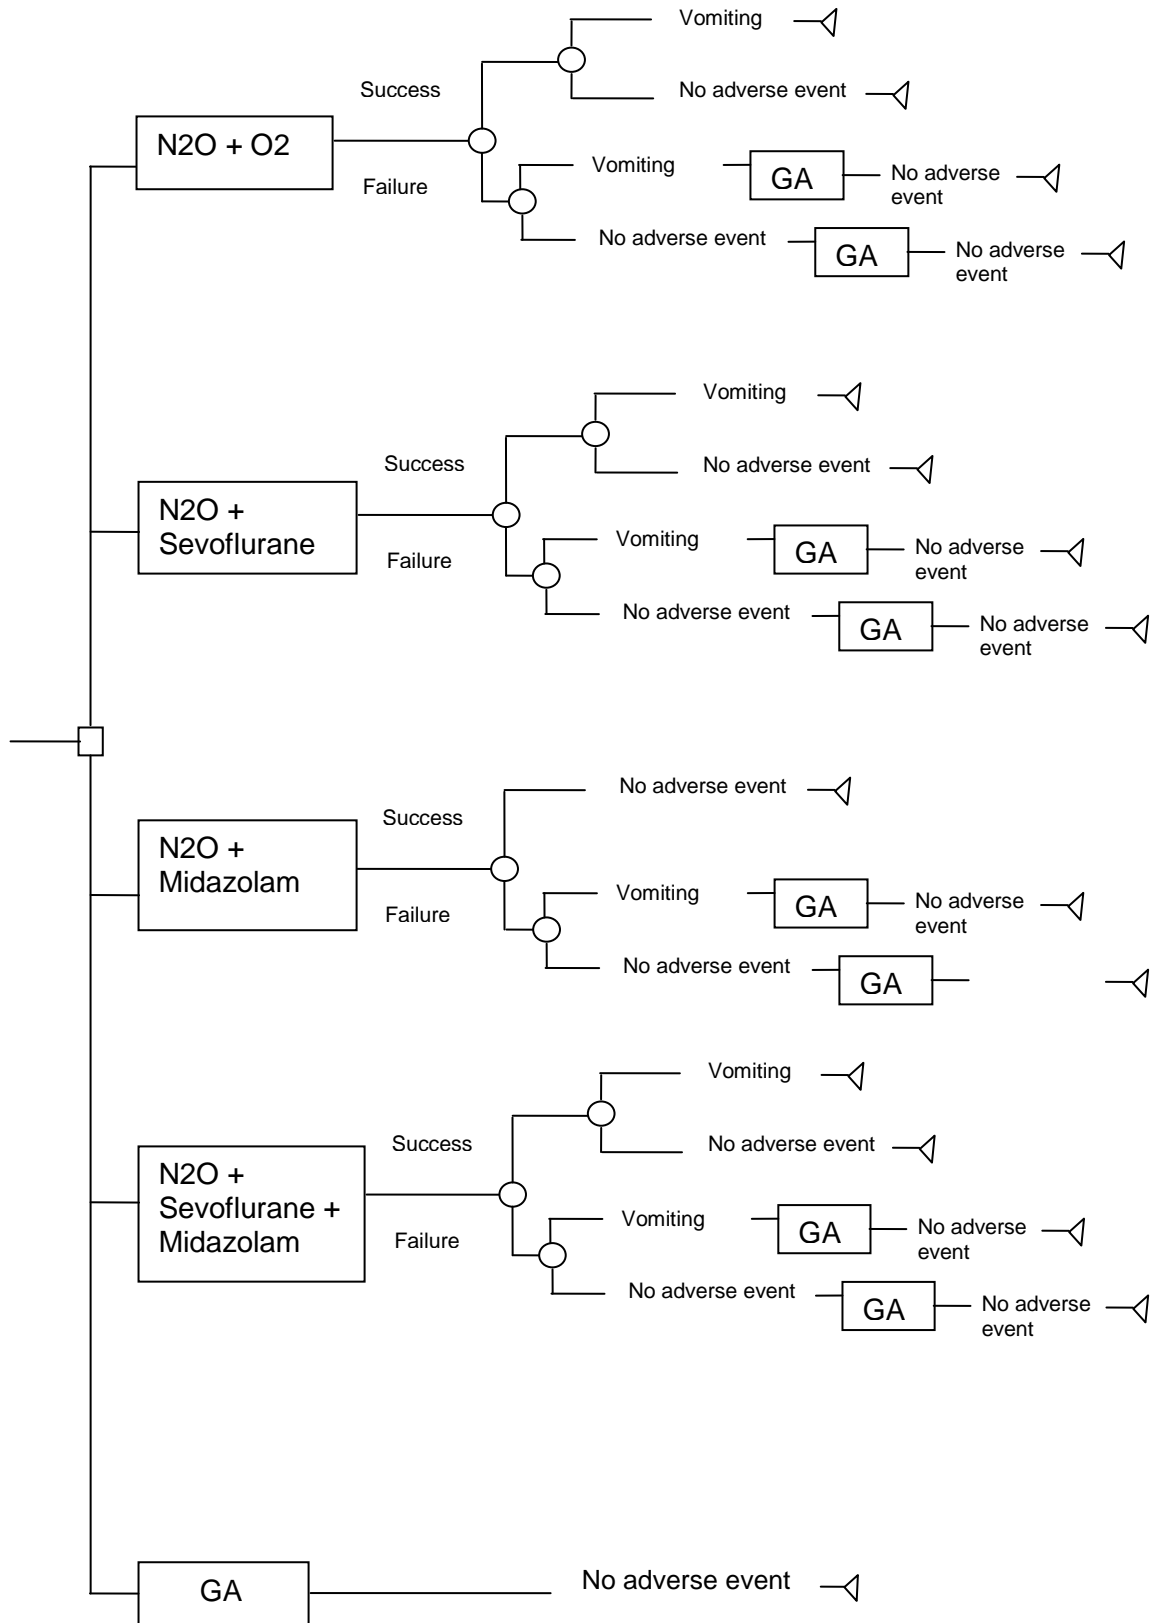 Vomiting
Success
No adverse event
N2O + O2
Failure
Vomiting
GA
No adverse
event
No adverse event
GA
No adverse
event
Vomiting
Success
No adverse event
N2O +
Sevoflurane
Failure
Vomiting
GA
No adverse
event
No adverse event
GA
No adverse
event
No adverse event
Success
N2O +
Midazolam
Failure
Vomiting
GA
No adverse
event
No adverse event
GA
Vomiting
Success
No adverse event
N2O +
Sevoflurane +
Midazolam
Failure
Vomiting
GA
No adverse
event
No adverse event
GA
No adverse
event
GA
No adverse event